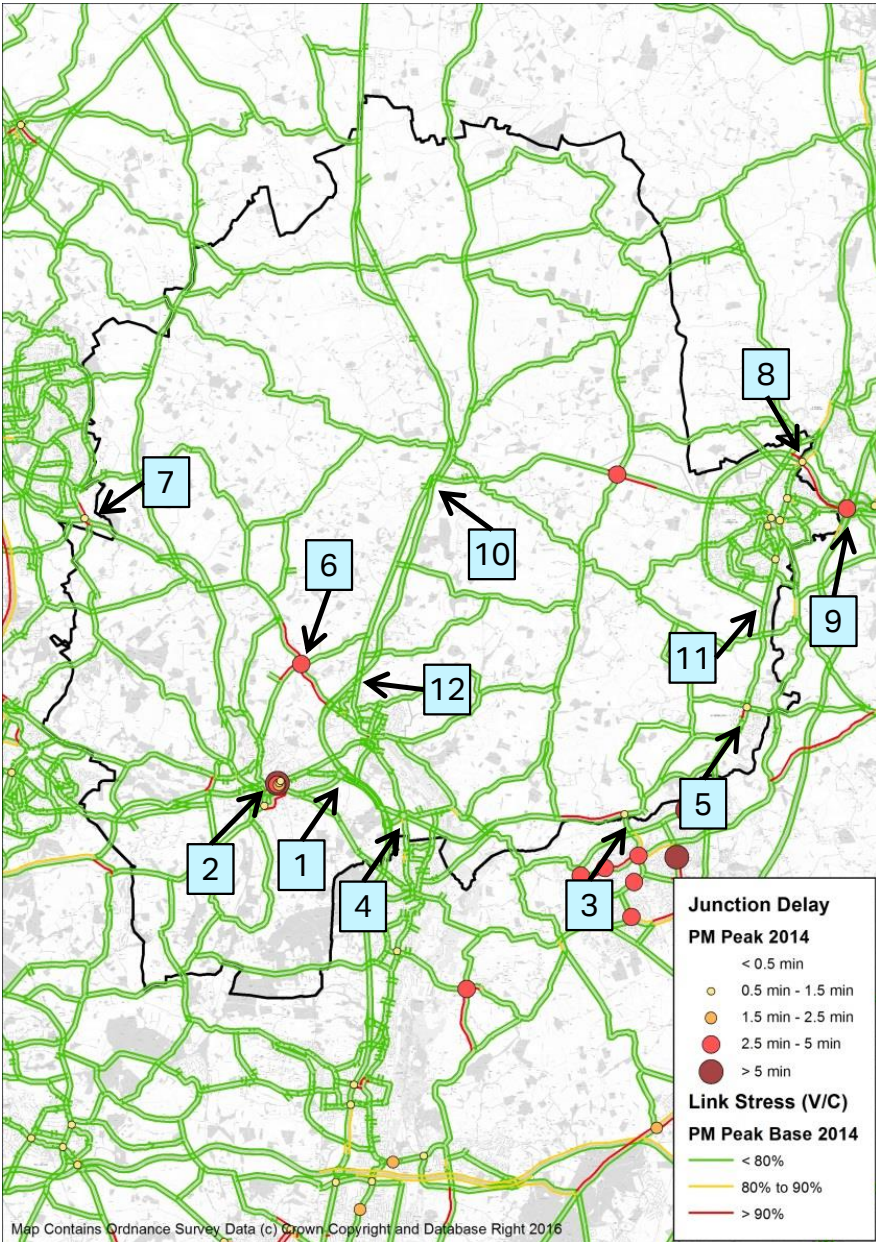 8
7
10
6
9
11
12
5
2
1
4
3
Junction Delay
PM Peak 2014
< 0.5 min
0.5 min - 1.5 min
1.5 min - 2.5 min
2.5 min - 5 min
> 5 min
Link Stress (V/C)
PM Peak Base 2014
< 80%
80% to 90%
> 90%
Map Contains Ordnance Survey Data (c) Crown Copyright and Database Right 2016